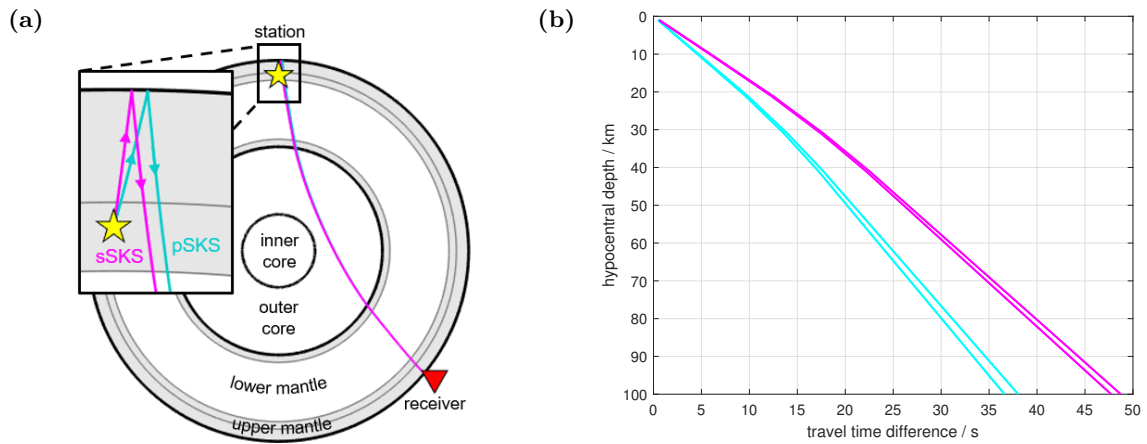 (a)
station
sSKS
pSKS
inner
core
outer
core
lower mantle
upper mantle
receiver
(b)
0
10
20
30
40
50
60
70
80
90
100
hypocentral depth / km
0
5
10
15
20
25
30
35
40
45
50
travel time difference / s